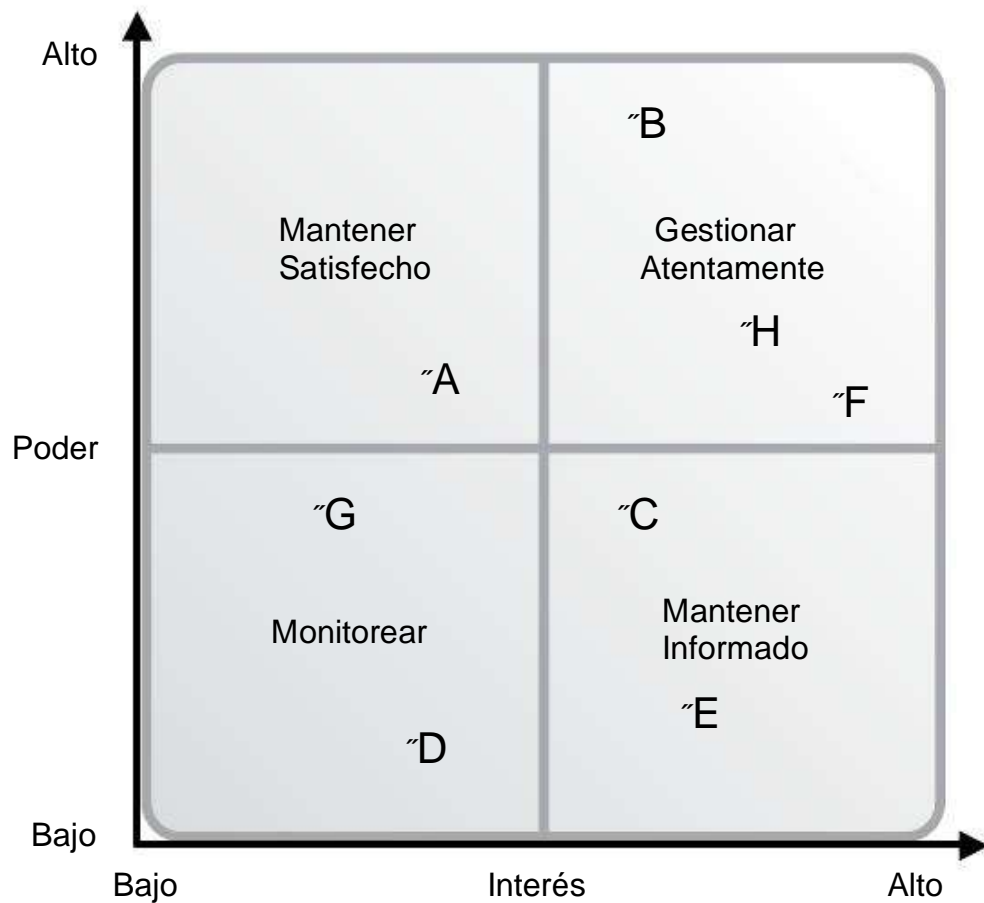 Alto
˝B
Mantener
Satisfecho
Gestionar
Atentamente
˝H
˝A
˝F
Poder
˝G
˝C
Monitorear
Mantener
Informado
˝E
˝D
Bajo
Bajo
Interés
Alto